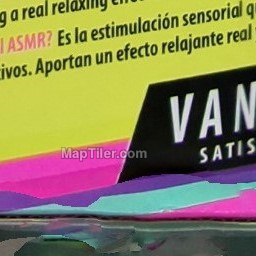 g a real relaxing
l ASMR? Es la estimulación sensorial q
ivos. Aportan un efecto relajante real
VAN
SATIS
MapTiler.com